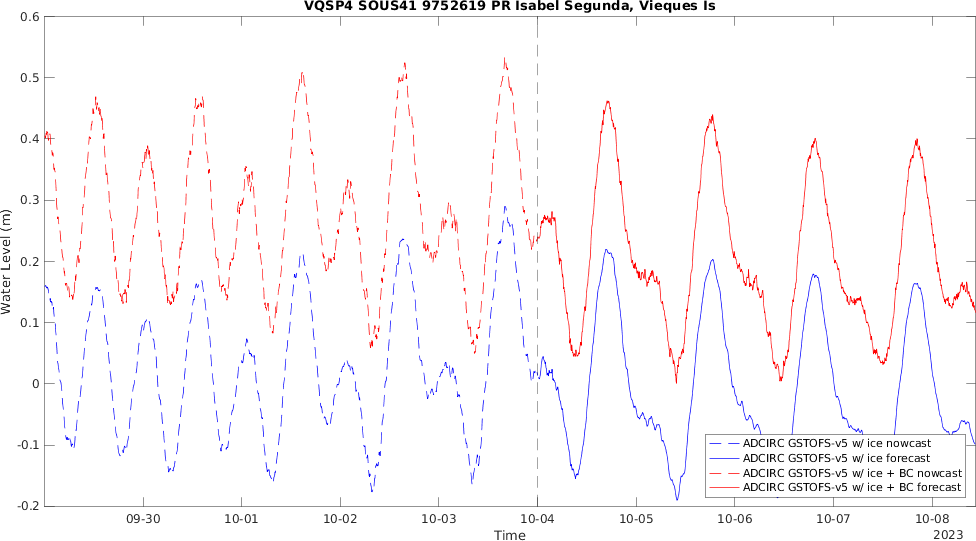 VQSP4 SOUS41 9752619 PR Isabel Segunda, Vieques Is
0.6
0.5
0.4
0.3
0.2
0.1
0
-0.1
-0.2
Water Level (m)
ADCIRC GSTOFS-v5 w/ ice nowcast
ADCIRC GSTOFS-v5 w/ ice forecast
ADCIRC GSTOFS-v5 w/ ice + BC nowcast
ADCIRC GSTOFS-v5 w/ ice + BC forecast
09-30 10-01 10-02 10-03 10-04 10-05 10-06 10-07 10-08
Time
2023